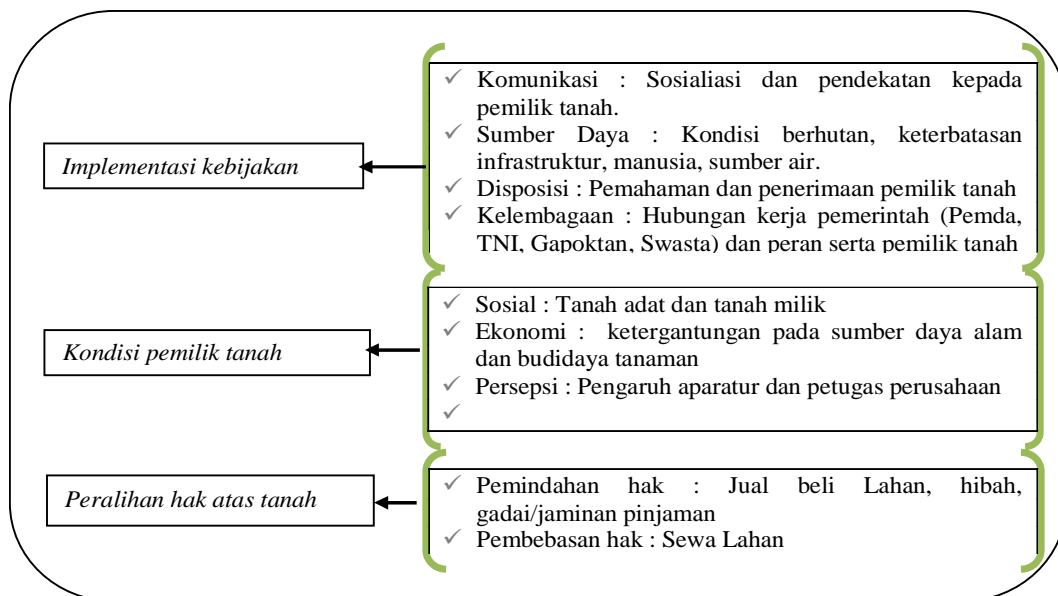 Komunikasi : Sosialiasi dan pendekatan kepada
pemilik tanah.
Sumber Daya : Kondisi berhutan, keterbatasan
infrastruktur, manusia, sumber air.
Disposisi : Pemahaman dan penerimaan pemilik tanah
Kelembagaan : Hubungan kerja pemerintah (Pemda,
TNI, Gapoktan, Swasta) dan peran serta pemilik tanah
Implementasi kebijakan
Sosial : Tanah adat dan tanah milik
Ekonomi : ketergantungan pada sumber daya alam
dan budidaya tanaman
Persepsi : Pengaruh aparatur dan petugas perusahaan
Kondisi pemilik tanah
Pemindahan hak : Jual beli Lahan, hibah,
gadai/jaminan pinjaman
Pembebasan hak : Sewa Lahan
Peralihan hak atas tanah